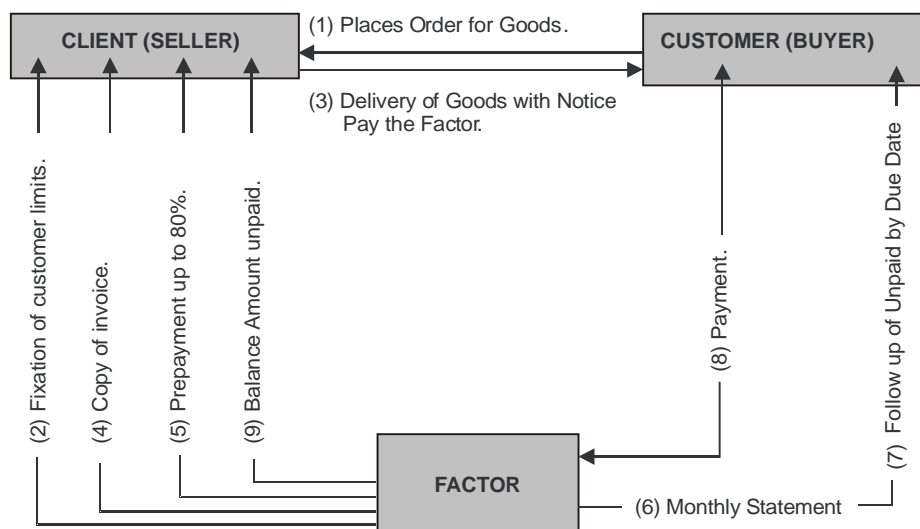 CLIENT (SELLER)
(1) Places Order for Goods.
CUSTOMER (BUYER)
(3) Delivery of Goods with Notice
Pay the Factor.
(2) Fixation of customer limits.
(4) Copy of invoice.
(5) Prepayment up to 80%.
(9) Balance Amount unpaid.
(8) Payment.
(7) Follow up of Unpaid by Due Date
FACTOR
(6) Monthly Statement